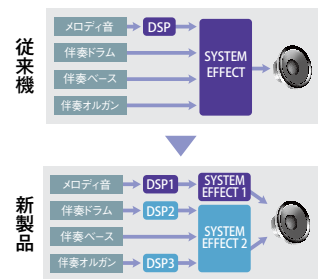 従来機
メロディ音
DSP
伴奏ドラム
伴奏ベース
伴奏オルガン
SYSTEM
EFFECT
新製品
メロディ音
DSP1
SYSTEM
EFFECT 1
伴奏ドラム
DSP2
伴奏ベース
SYSTEM
EFFECT 2
伴奏オルガン
DSP3